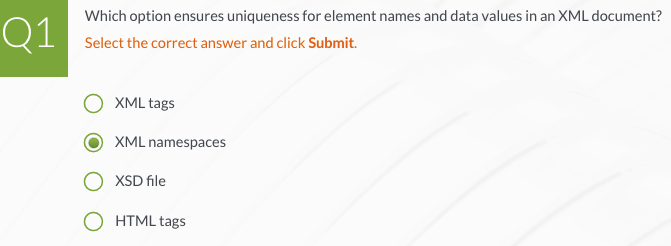 Q1
Which option ensures uniqueness for element names and data values in an XML document?
Select the correct answer and click Submit.
XML tags
XML namespaces
XSD file
HTML tags